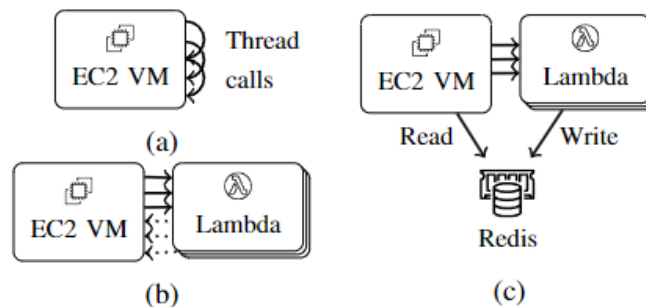 Thread
EC2 VM
calls
(a)
EC2 VM
Lambda
(b)
EC2 VM
Lambda
Read
Write
Redis
(c)